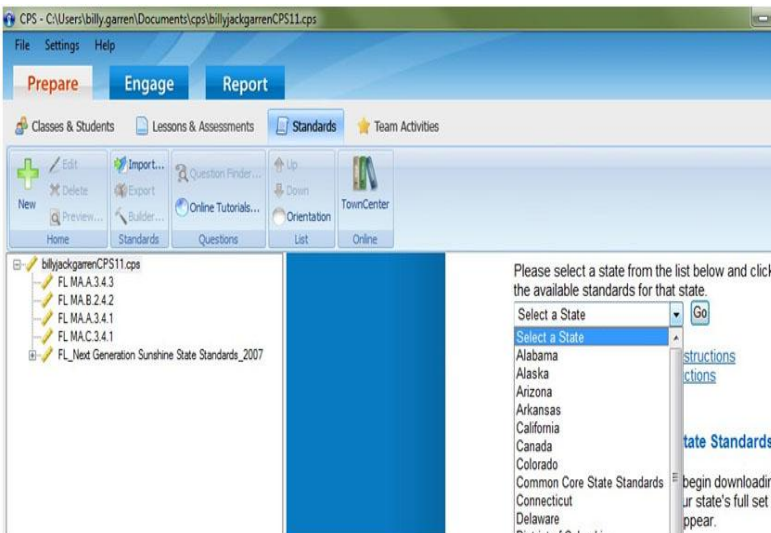 CPS - C:\Users\billy.garren\Documents\cps\billyjackgarrenCPS11.cps
File Settings Help
Prepare Engage Report
Classes & Students Lessons & Assessments Standards Team Activities
Edit Import... Question Finder... Up
Delete Export Down
New Online Tutorials... TownCenter
Preview... Builder... Orientation
Home Standards Questions List Online
billyjackgarrenCPS11.cps
FL MA.A.3.4.3
FL MA.B.2.4.2
FL MA.A.3.4.1
FL MA.C.3.4.1
FL_Next Generation Sunshine State Standards_2007
Please select a state from the list below and click
the available standards for that state.
Select a State Go
Select a State
Alabama structions
Alaska ctions
Arizona
Arkansas
California
Canada tate Standards
Colorado
Common Core State Standards begin downloadin
Connecticut ur state's full set
Delaware ppear.